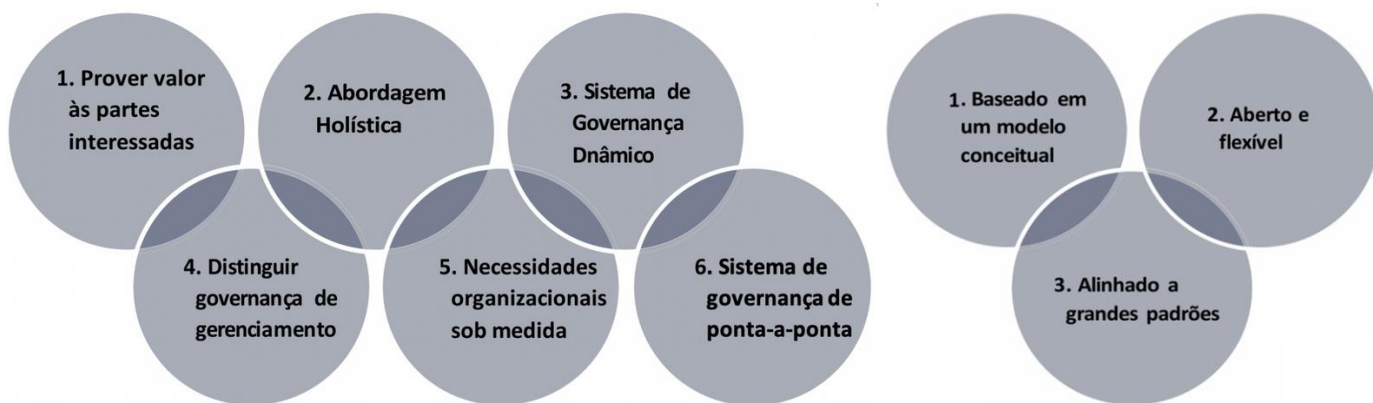 1. Prover valor
às partes
interessadas
2. Abordagem
Holística
3. Sistema de
Governança
Dnâmico
4. Distinguir
governança de
gerenciamento
5. Necessidades
organizacionais
sob medida
6. Sistema de
governança de
ponta-a-ponta
1. Baseado em
um modelo
conceitual
2. Aberto e
flexível
3. Alinhado a
grandes padrões